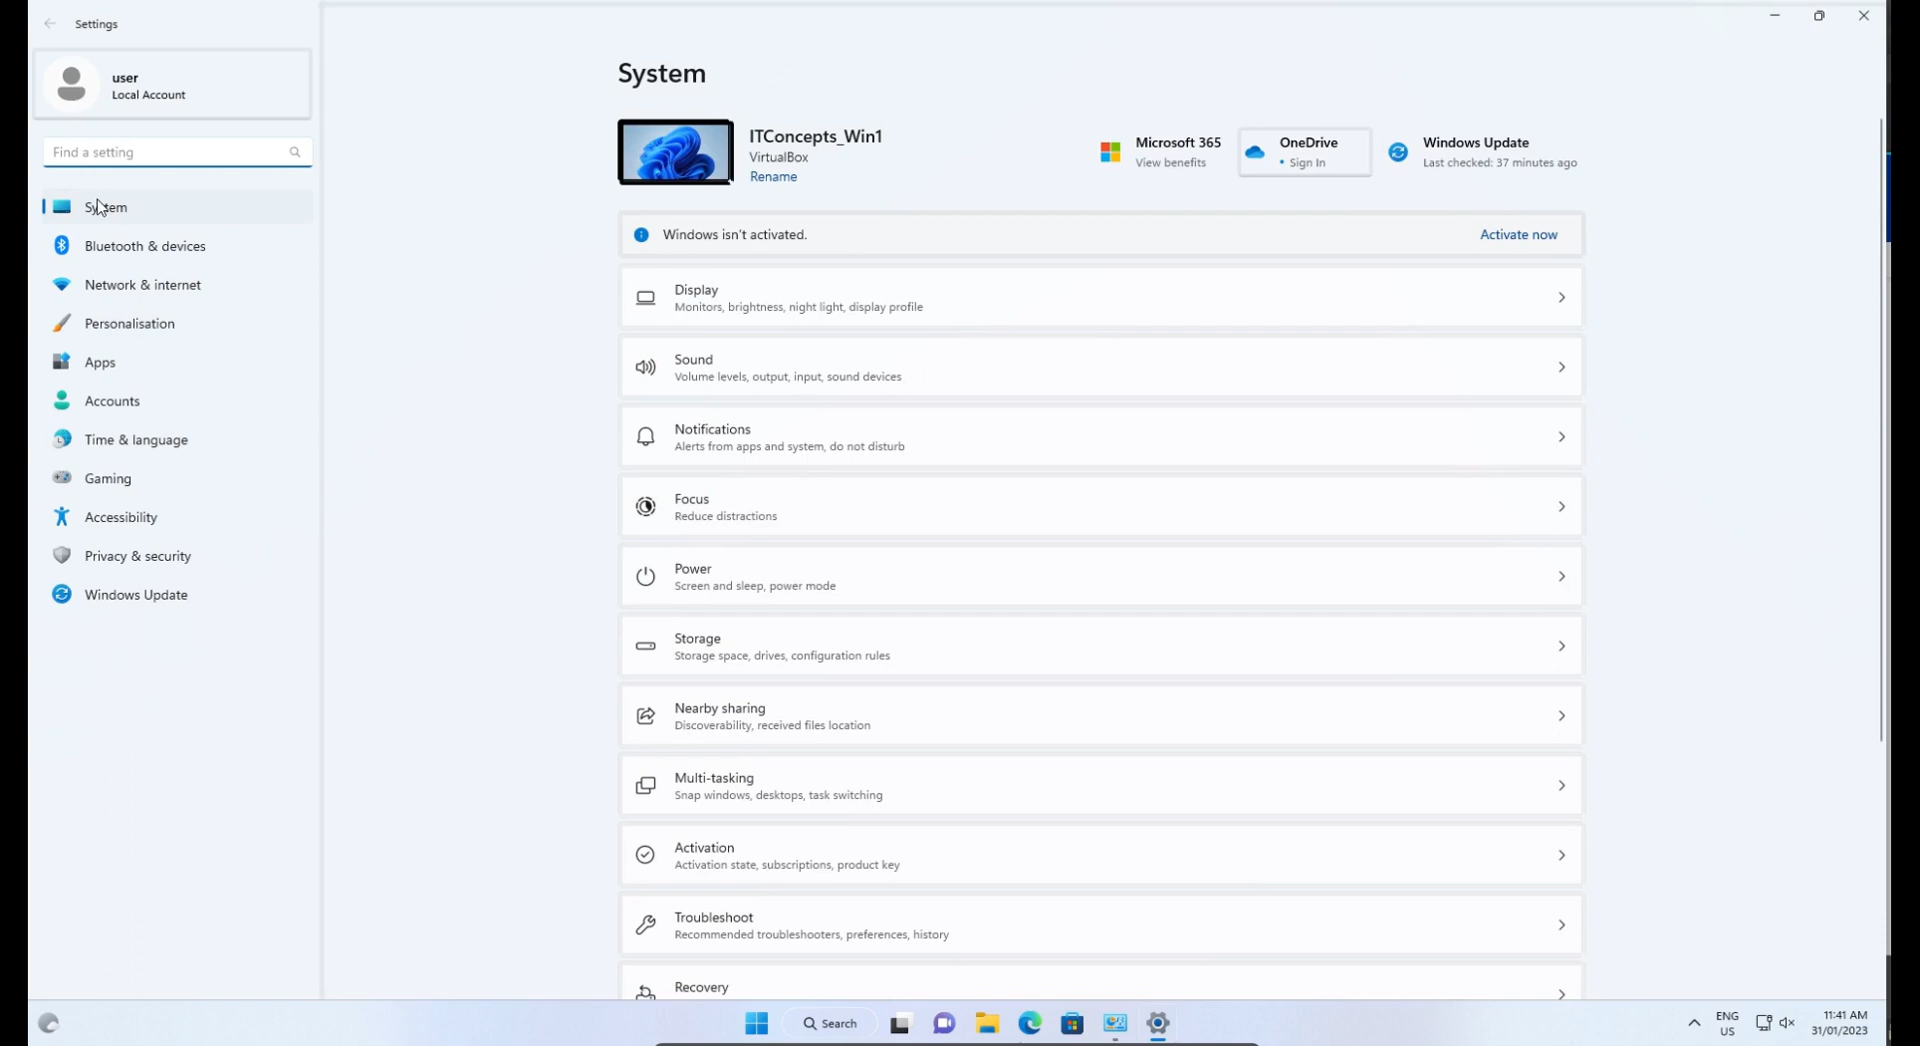 Settings
user
Local Account
Find a setting
System
Bluetooth & devices
Network & internet
Personalisation
Apps
Accounts
Time & language
Gaming
Accessibility
Privacy & security
Windows Update
System
ITConcepts_Win1
VirtualBox
Rename
Microsoft 365
View benefits
OneDrive
• Sign In
Windows Update
Last checked: 37 minutes ago
Windows isn't activated.
Activate now
Display
Monitors, brightness, night light, display profile
Sound
Volume levels, output, input, sound devices
Notifications
Alerts from apps and system, do not disturb
Focus
Reduce distractions
Power
Screen and sleep, power mode
Storage
Storage space, drives, configuration rules
Nearby sharing
Discoverability, received files location
Multi-tasking
Snap windows, desktops, task switching
Activation
Activation state, subscriptions, product key
Troubleshoot
Recommended troubleshooters, preferences, history
Recovery
Search
ENG
US
11:41 AM
31/01/2023